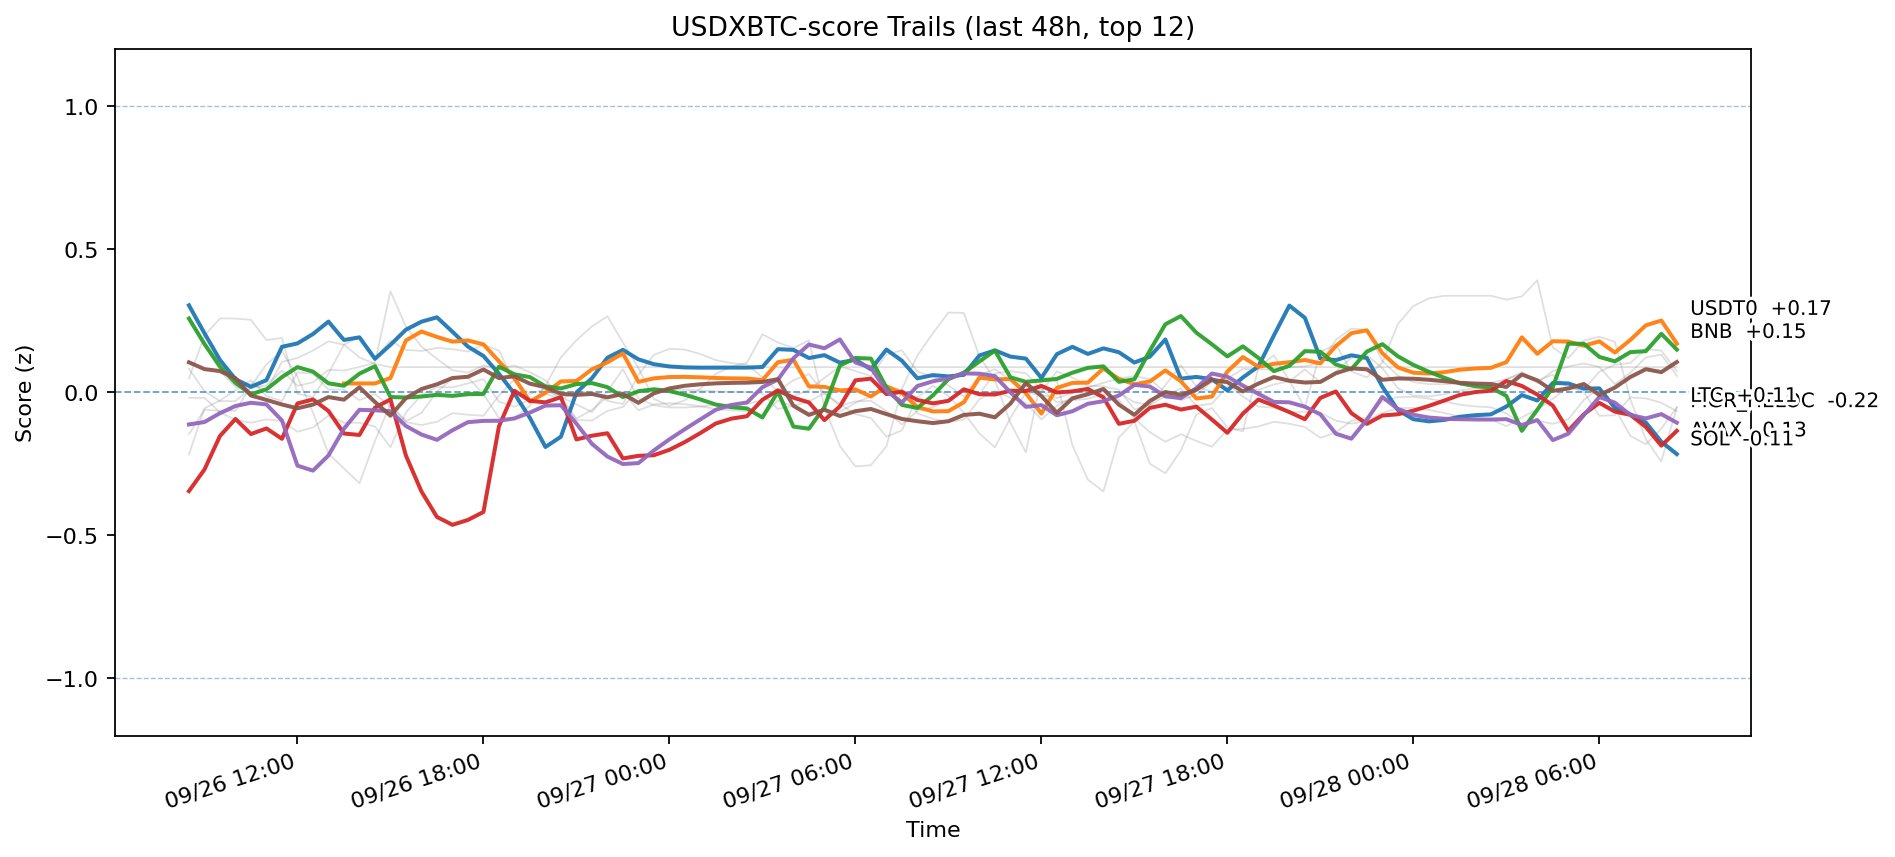 USDXBTC-score Trails (last 48h, top 12)
Score (z)
1.0
0.5
0.0
−0.5
−1.0
USDT0 +0.17
BNB +0.15
LTC +0.11
-0.22
-0.13
SOL -0.11
09/26 12:00
09/26 18:00
09/27 00:00
09/27 06:00
09/27 12:00
09/27 18:00
09/28 00:00
09/28 06:00
Time